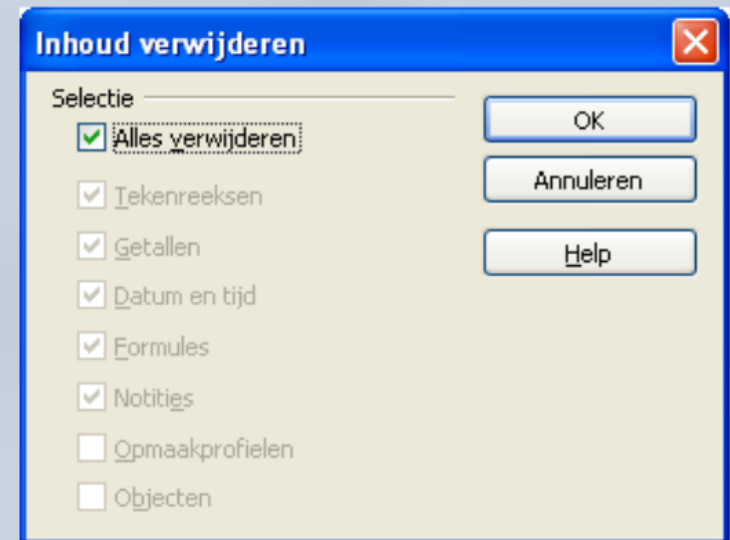 Inhoud verwijderen
Selectie
Alles verwijderen
Tekenreeksen
Getallen
Datum en tijd
Formules
Notities
Opmaakprofielen
Objecten
OK
Annuleren
Help